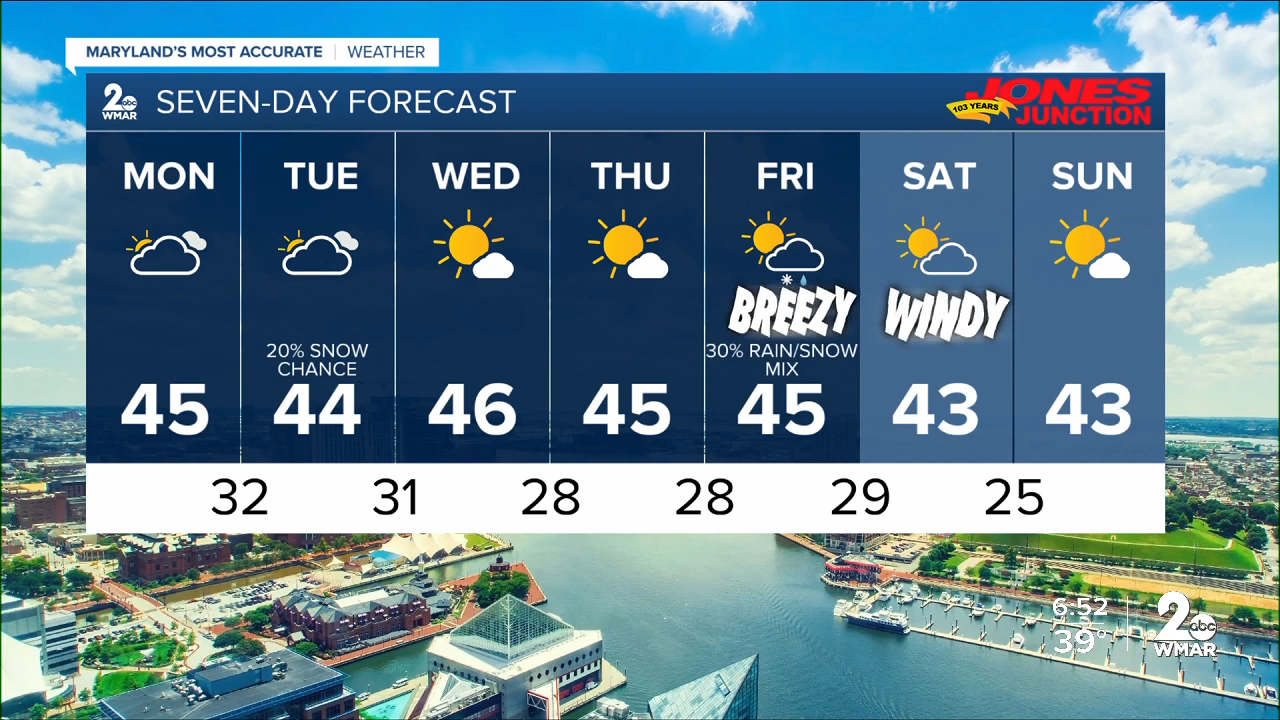 MARYLAND'S MOST ACCURATE | WEATHER
2 abc WMAR
SEVEN-DAY FORECAST
103 YEARS
JONES JUNCTION
MON TUE WED THU FRI SAT SUN
BREEZY WINDY
20% SNOW CHANCE
30% RAIN/SNOW MIX
45 44 46 45 45 43 43
32 31 28 28 29 25
6:52
39°
2 abc
WMAR